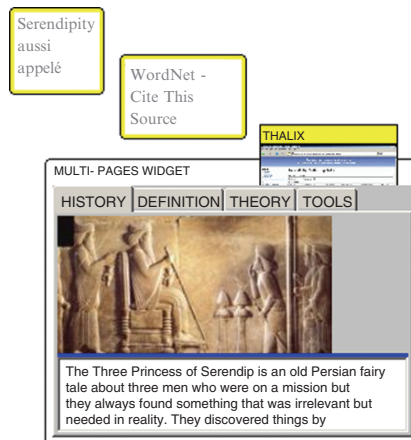 Serendipity
aussi
appelé
WordNet -
Cite This
Source
THALIX
MULTI- PAGES WIDGET
HISTORY DEFINITION THEORY TOOLS
The Three Princess of Serendip is an old Persian fairy
tale about three men who were on a mission but
they always found something that was irrelevant but
needed in reality. They discovered things by